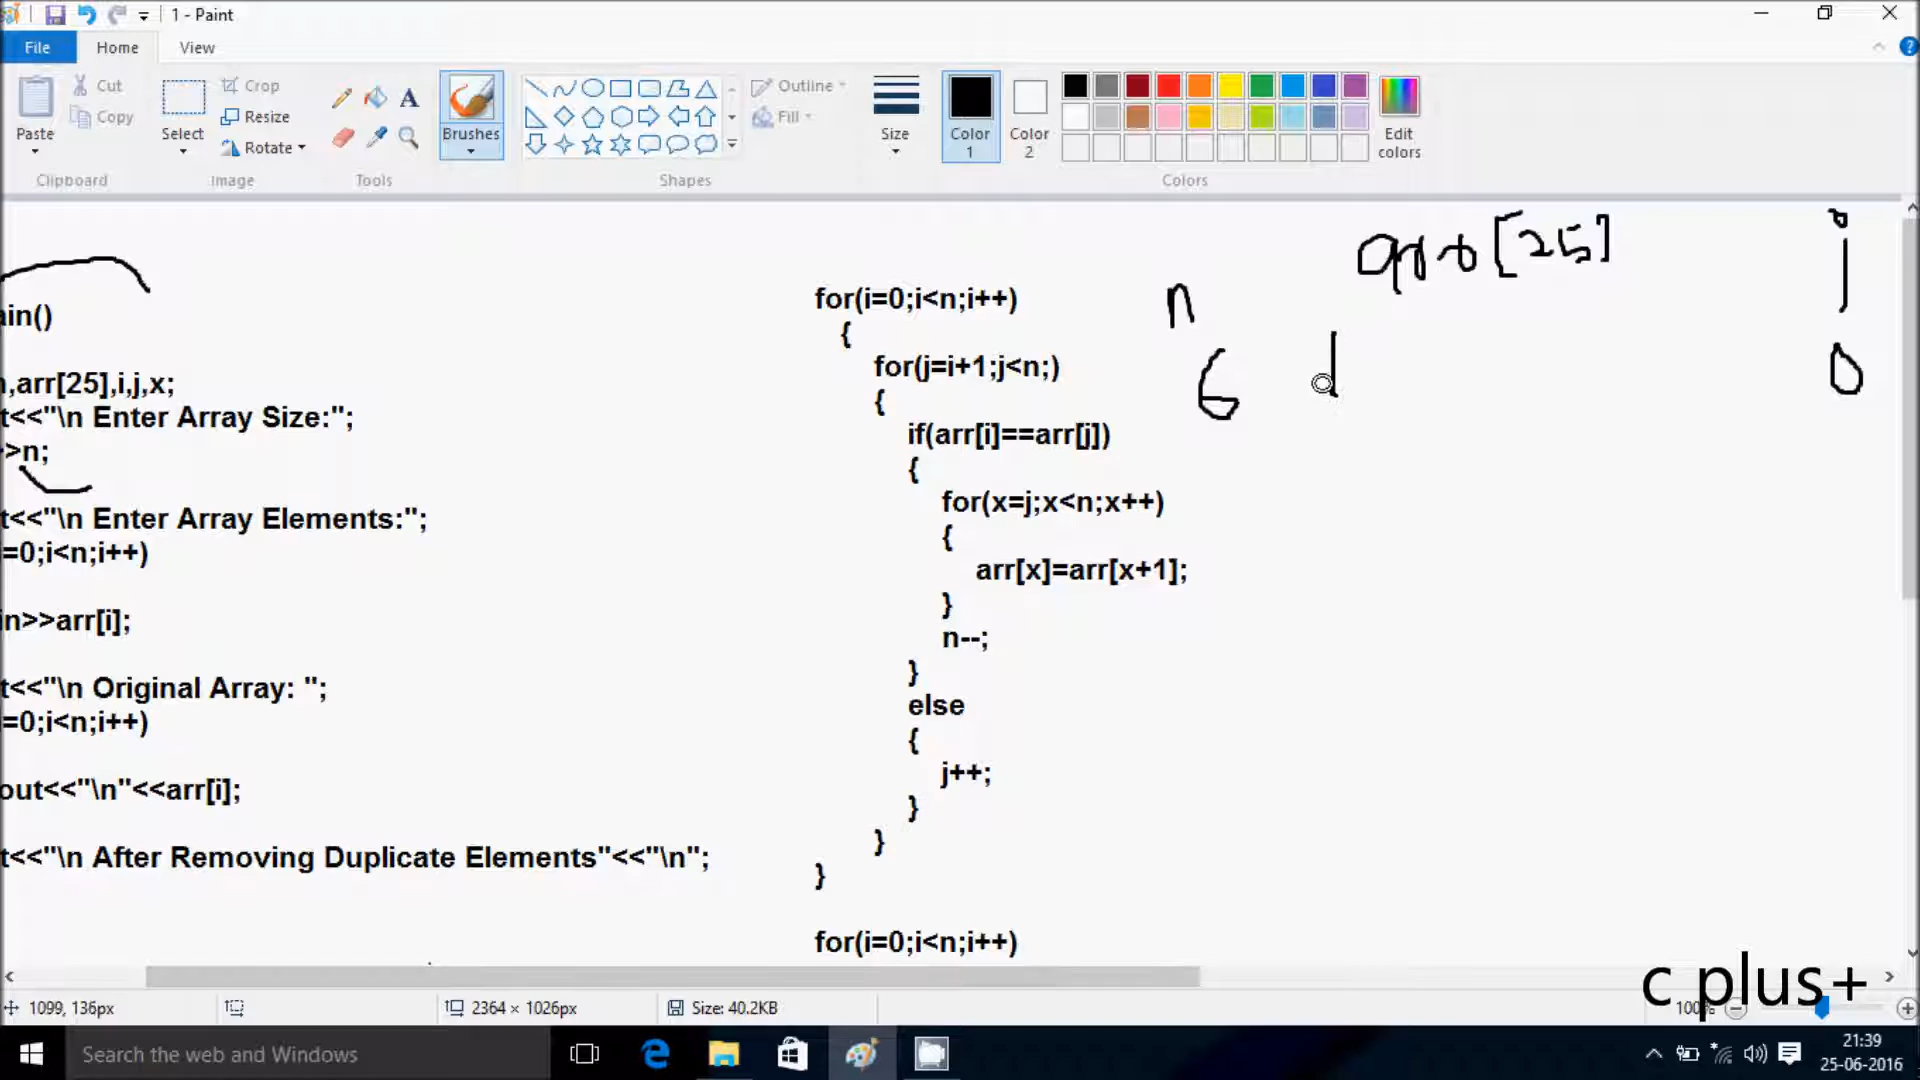 1 - Paint
File Home View
Paste
Cut
Copy
Clipboard
Select
Crop
Resize
Rotate
Image
Tools
Brushes
Shapes
Outline
Fill
Size
Color 1
Color 2
Edit colors
Colors
ain()
n,arr[25],i,j,x;
t<<"\n Enter Array Size:";
>>n;
t<<"\n Enter Array Elements:";
i=0;i<n;i++)
in>>arr[i];
t<<"\n Original Array: ";
i=0;i<n;i++)
out<<"\n"<<arr[i];
t<<"\n After Removing Duplicate Elements"<<"\n";
for(i=0;i<n;i++)
{
for(j=i+1;j<n;)
{
if(arr[i]==arr[j])
{
for(x=j;x<n;x++)
{
arr[x]=arr[x+1];
}
n--;
}
else
{
j++;
}
}
}
for(i=0;i<n;i++)
n
6
arr[25]
i
0
c plus+
1099, 136px
2364 × 1026px
Size: 40.2KB
100%
Search the web and Windows
21:39
25-06-2016